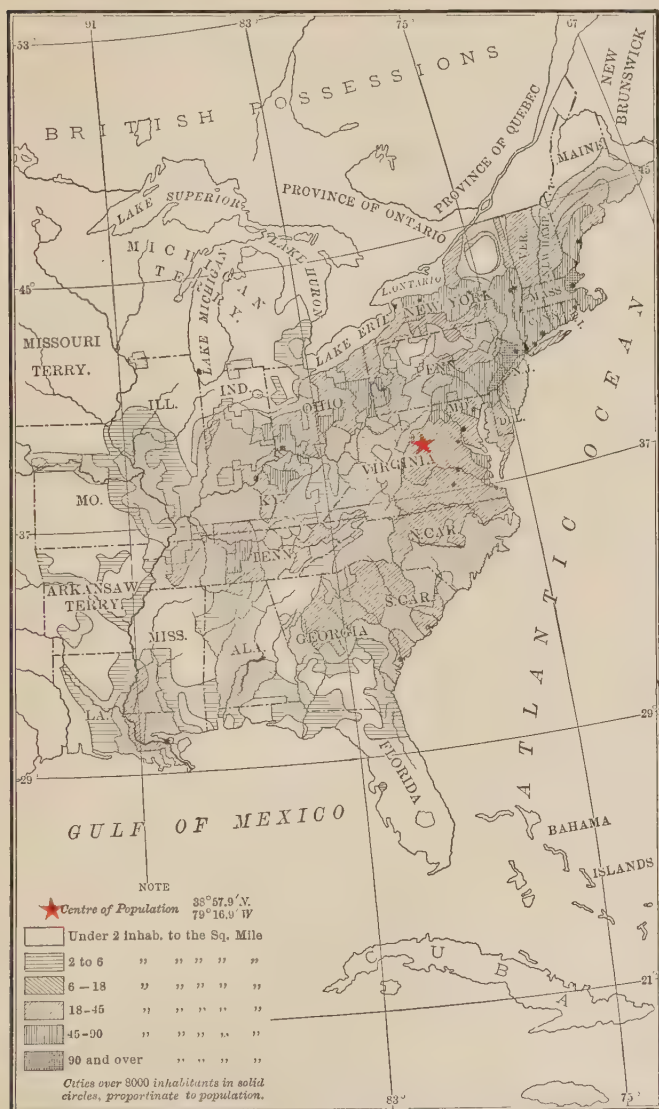 91
83
75
67
53
BRITISH POSSESSIONS
NEW BRUNSWICK
PROVINCE OF QUEBEC
MAINE
45
LAKE SUPERIOR
PROVINCE OF ONTARIO
MICHIGAN TERRY.
LAKE HURON
LAKE MICHIGAN
45°
L. ONTARIO
VER.
NEW HAMP.
MASS.
NEW YORK
LAKE ERIE
MISSOURI TERRY.
ILL.
IND.
OHIO
PENN.
N.J.
MD.
DEL.
VIRGINIA
37
MO.
KY.
37
TENN.
N.CAR.
ARKANSAW TERRY.
S.CAR.
MISS.
ALA.
GEORGIA
LA.
29
FLORIDA
29
ATLANTIC OCEAN
GULF OF MEXICO
BAHAMA
ISLANDS
CUBA
21°
83°
75°
NOTE
Centre of Population 38°57.9′N.
79°16.9′W
Under 2 inhab. to the Sq. Mile
2 to 6 " " " " "
6 – 18 " " " " "
18-45 " " " " "
45-90 " " " " "
90 and over " " " "
Cities over 8000 inhabitants in solid
circles, proportinate to population.